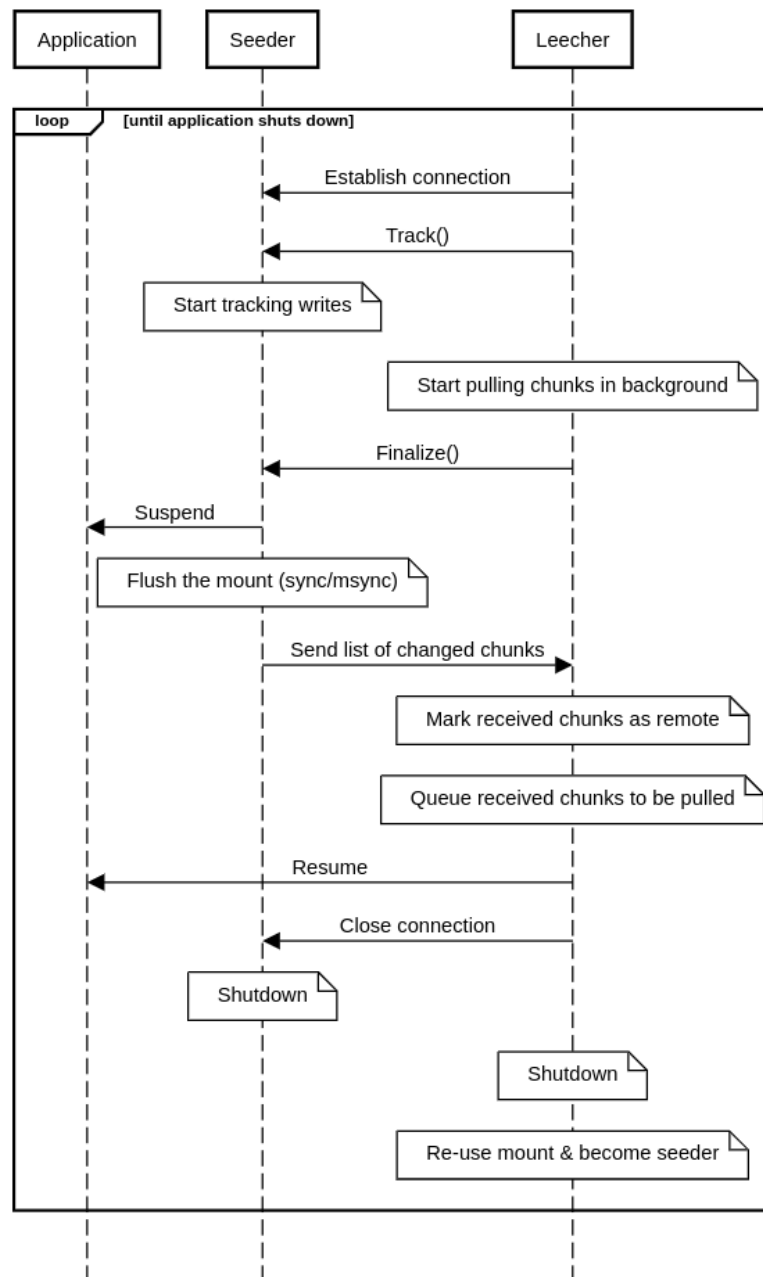 Application
Seeder
Leecher
loop
[until application shuts down]
Establish connection
Track()
Start tracking writes
Start pulling chunks in background
Finalize()
Suspend
Flush the mount (sync/msync)
Send list of changed chunks
Mark received chunks as remote
Queue received chunks to be pulled
Resume
Close connection
Shutdown
Shutdown
Re-use mount & become seeder